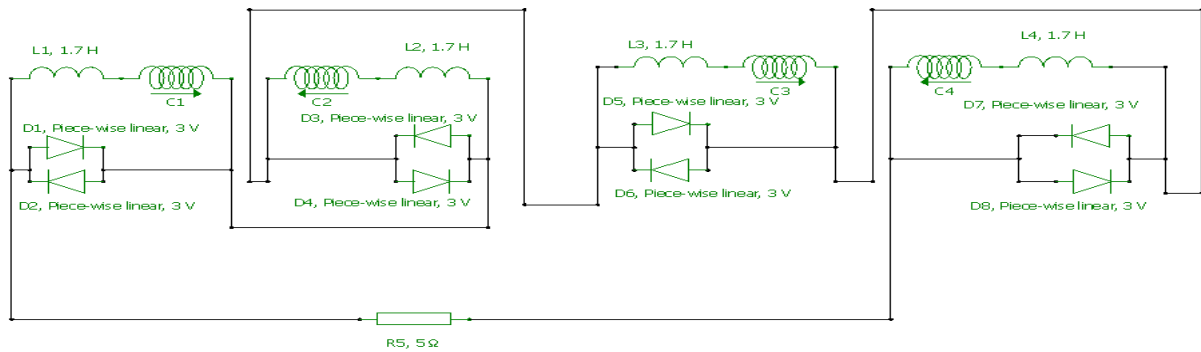 L1, 1.7 H
C1
D1, Piece-wise linear, 3 V
D2, Piece-wise linear, 3 V
L2, 1.7 H
C2
D3, Piece-wise linear, 3 V
D4, Piece-wise linear, 3 V
L3, 1.7 H
C3
D5, Piece-wise linear, 3 V
D6, Piece-wise linear, 3 V
L4, 1.7 H
C4
D7, Piece-wise linear, 3 V
D8, Piece-wise linear, 3 V
R5, 5 Ω